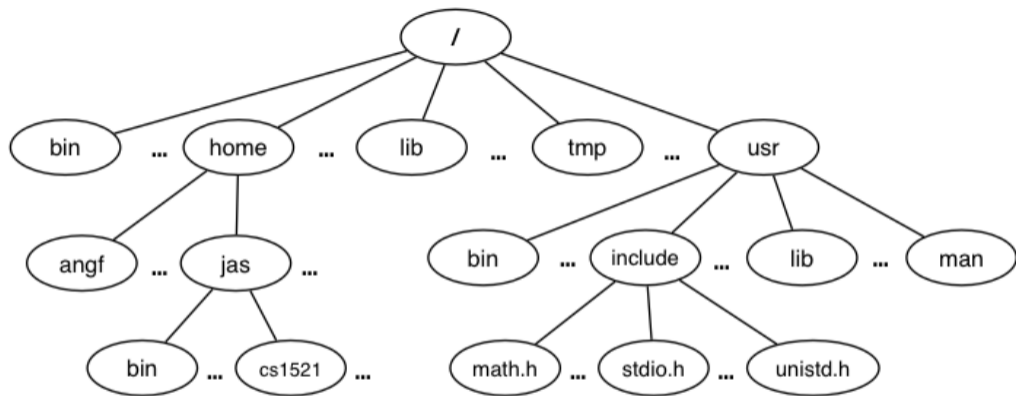 /
bin ... home ... lib ... tmp ... usr
angf ... jas ... bin ... include ... lib ... man
bin ... cs1521 ... math.h ... stdio.h ... unistd.h